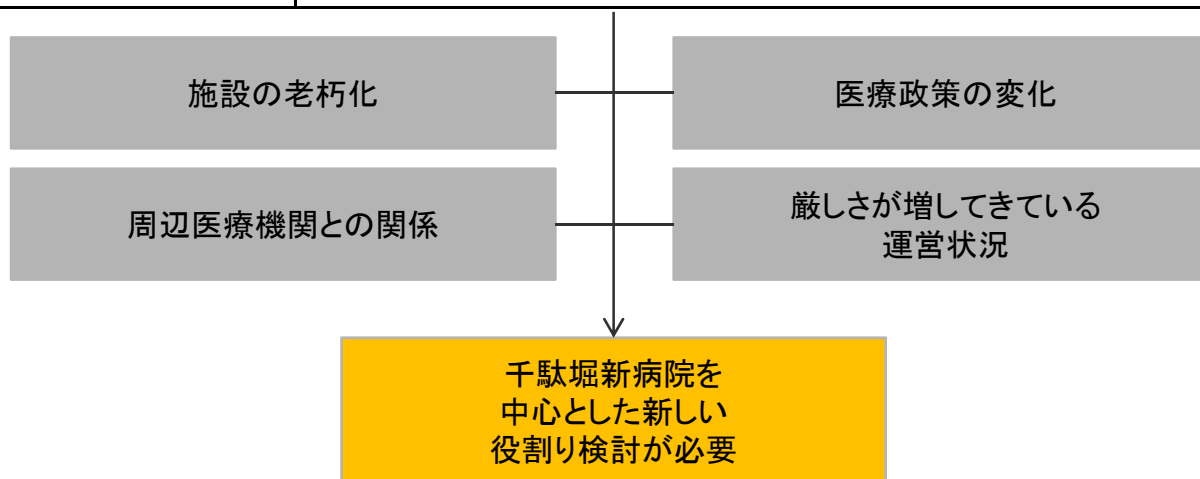 施設の老朽化
医療政策の変化
周辺医療機関との関係
厳しさが増してきている
運営状況
千駄堀新病院を
中心とした新しい
役割り検討が必要